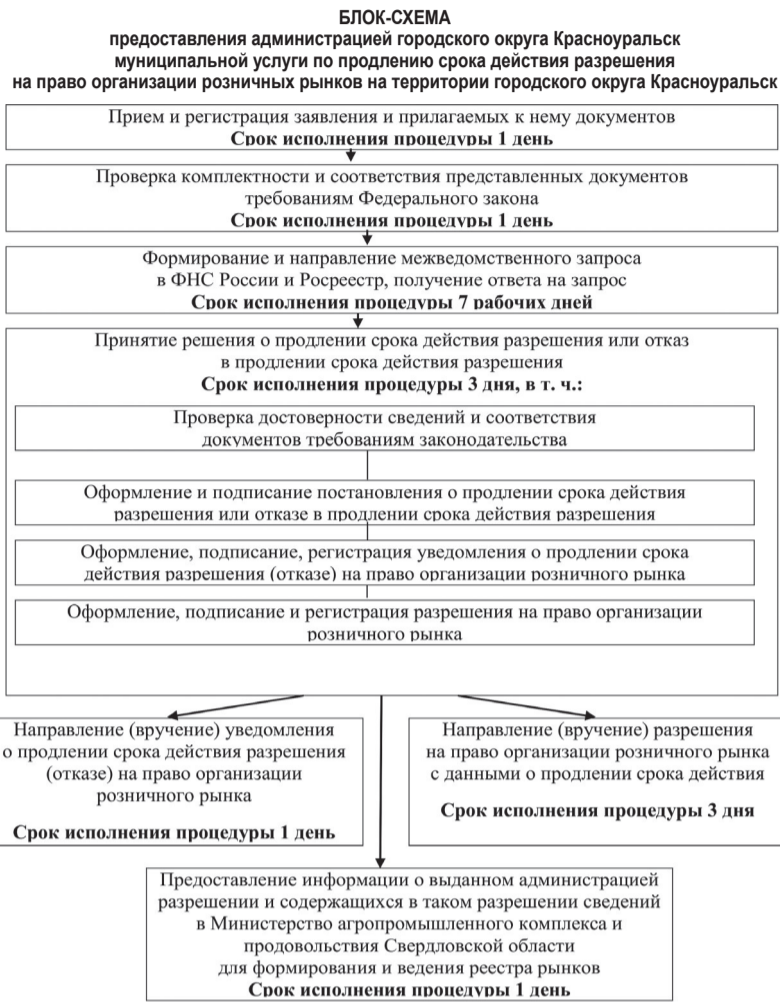 БЛОК-СХЕМА
предоставления администрацией городского округа Красноуральск
муниципальной услуги по продлению срока действия разрешения
на право организации розничных рынков на территории городского округа Красноуральск
Прием и регистрация заявления и прилагаемых к нему документов
Срок исполнения процедуры 1 день
Проверка комплектности и соответствия представленных документов
требованиям Федерального закона
Срок исполнения процедуры 1 день
Формирование и направление межведомственного запроса
в ФНС России и Росреестр, получение ответа на запрос
Срок исполнения процедуры 7 рабочих дней
Принятие решения о продлении срока действия разрешения или отказ
в продлении срока действия разрешения
Срок исполнения процедуры 3 дня, в т. ч.:
Проверка достоверности сведений и соответствия
документов требованиям законодательства
Оформление и подписание постановления о продлении срока действия
разрешения или отказе в продлении срока действия разрешения
Оформление, подписание, регистрация уведомления о продлении срока
действия разрешения (отказе) на право организации розничного рынка
Оформление, подписание и регистрация разрешения на право организации
розничного рынка
Направление (вручение) уведомления
о продлении срока действия разрешения
(отказе) на право организации
розничного рынка
Срок исполнения процедуры 1 день
Направление (вручение) разрешения
на право организации розничного рынка
с данными о продлении срока действия
Срок исполнения процедуры 3 дня
Предоставление информации о выданном администрацией
разрешении и содержащихся в таком разрешении сведений
в Министерство агропромышленного комплекса и
продовольствия Свердловской области
для формирования и ведения реестра рынков
Срок исполнения процедуры 1 день